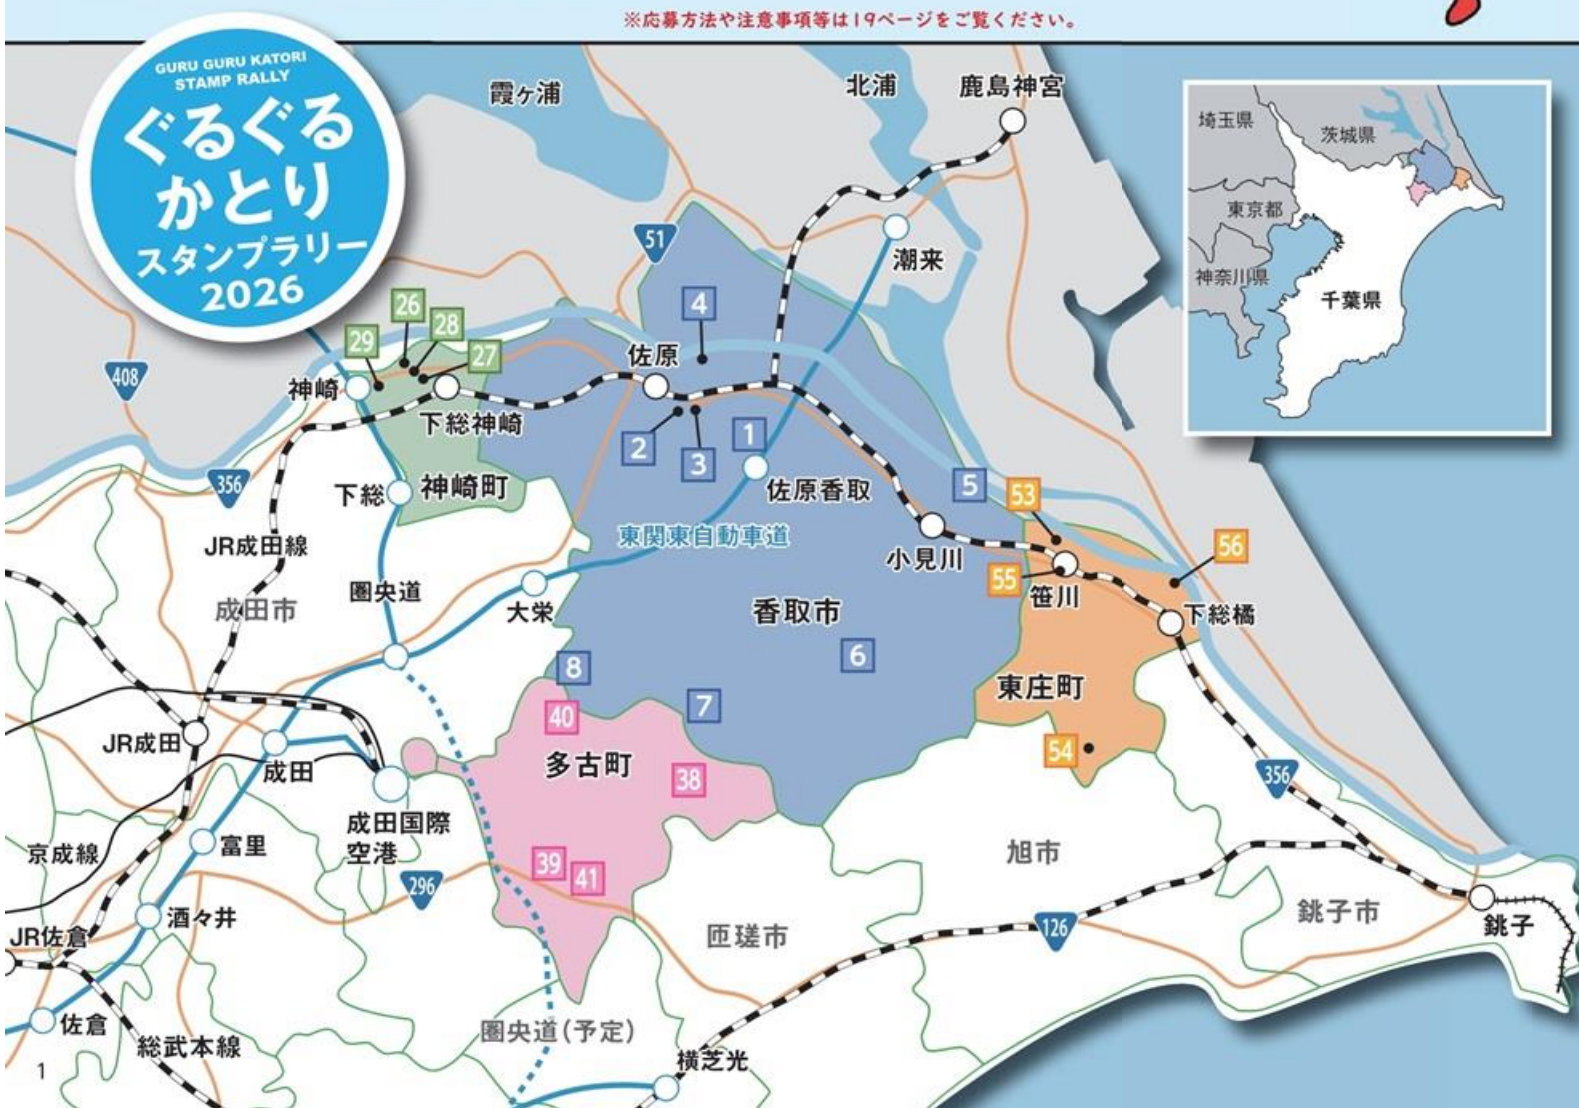 ※応募方法や注意事項等は19ページをご覧ください。
GURU GURU KATORI
STAMP RALLY
ぐるぐる
かとり
スタンプラリー
2026
霞ヶ浦
北浦
鹿島神宮
埼玉県
茨城県
東京都
神奈川県
千葉県
51
潮来
4
26
28
29
27
佐原
408
神崎
下総神崎
2
3
1
356
下総
神崎町
佐原香取
5
53
東関東自動車道
JR成田線
小見川
56
55
笹川
圏央道
成田市
大栄
香取市
下総橘
8
6
東庄町
40
7
JR成田
成田
多古町
38
54
356
成田国際
空港
京成線
富里
旭市
39
41
296
酒々井
JR佐倉
匝瑳市
126
銚子市
銚子
佐倉
総武本線
圏央道(予定)
横芝光
1